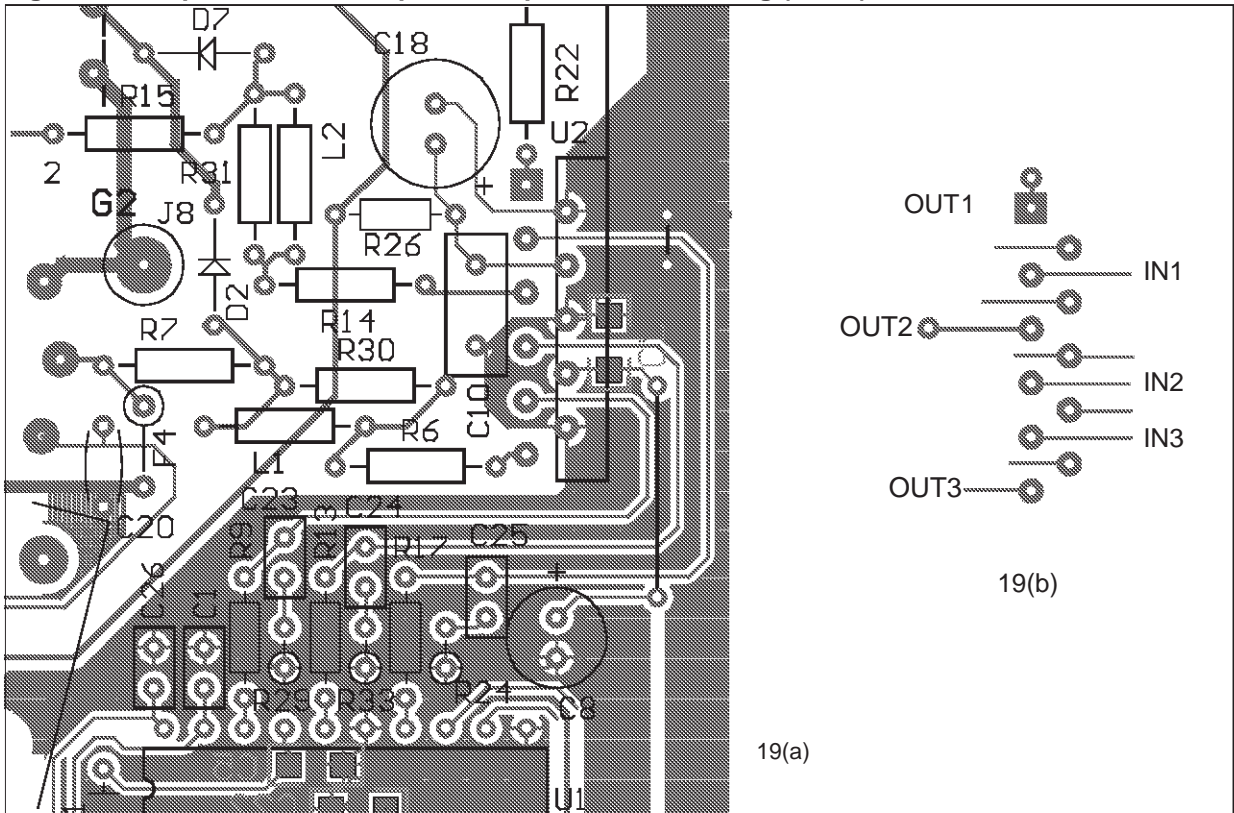 D7
C18
R22
R15
U2
L2
2
R31
G2
J8
+
R26
D2
R14
R7
R30
C10
R6
F4
L1
C23
C24
C20
R9
R13
R17
C25
+
C26
C1
R29
R33
R24
C8
U1
19(a)
OUT1
IN1
OUT2
IN2
IN3
OUT3
19(b)